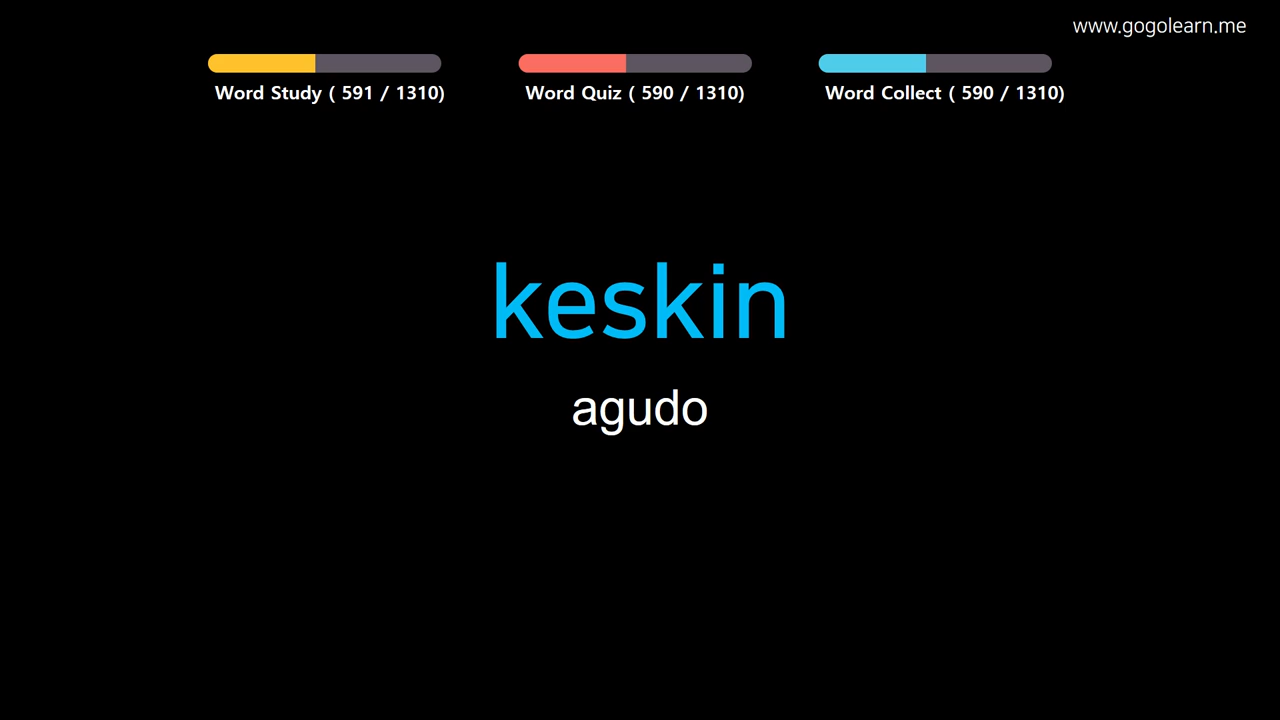 www.gogolearn.me
Word Study ( 591 / 1310)
Word Quiz ( 590 / 1310)
Word Collect ( 590 / 1310)
keskin
agudo